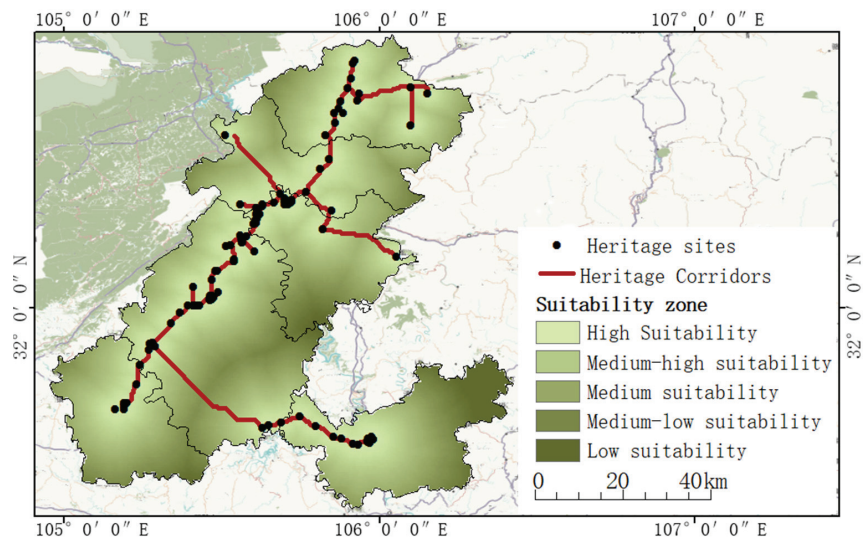 105° 0′ 0″ E
106° 0′ 0″ E
107° 0′ 0″ E
32° 0′ 0″ N
32° 0′ 0″ N
Heritage sites
Heritage Corridors
Suitability zone
High Suitability
Medium-high suitability
Medium suitability
Medium-low suitability
Low suitability
0 20 40km
105° 0′ 0″ E
106° 0′ 0″ E
107° 0′ 0″ E